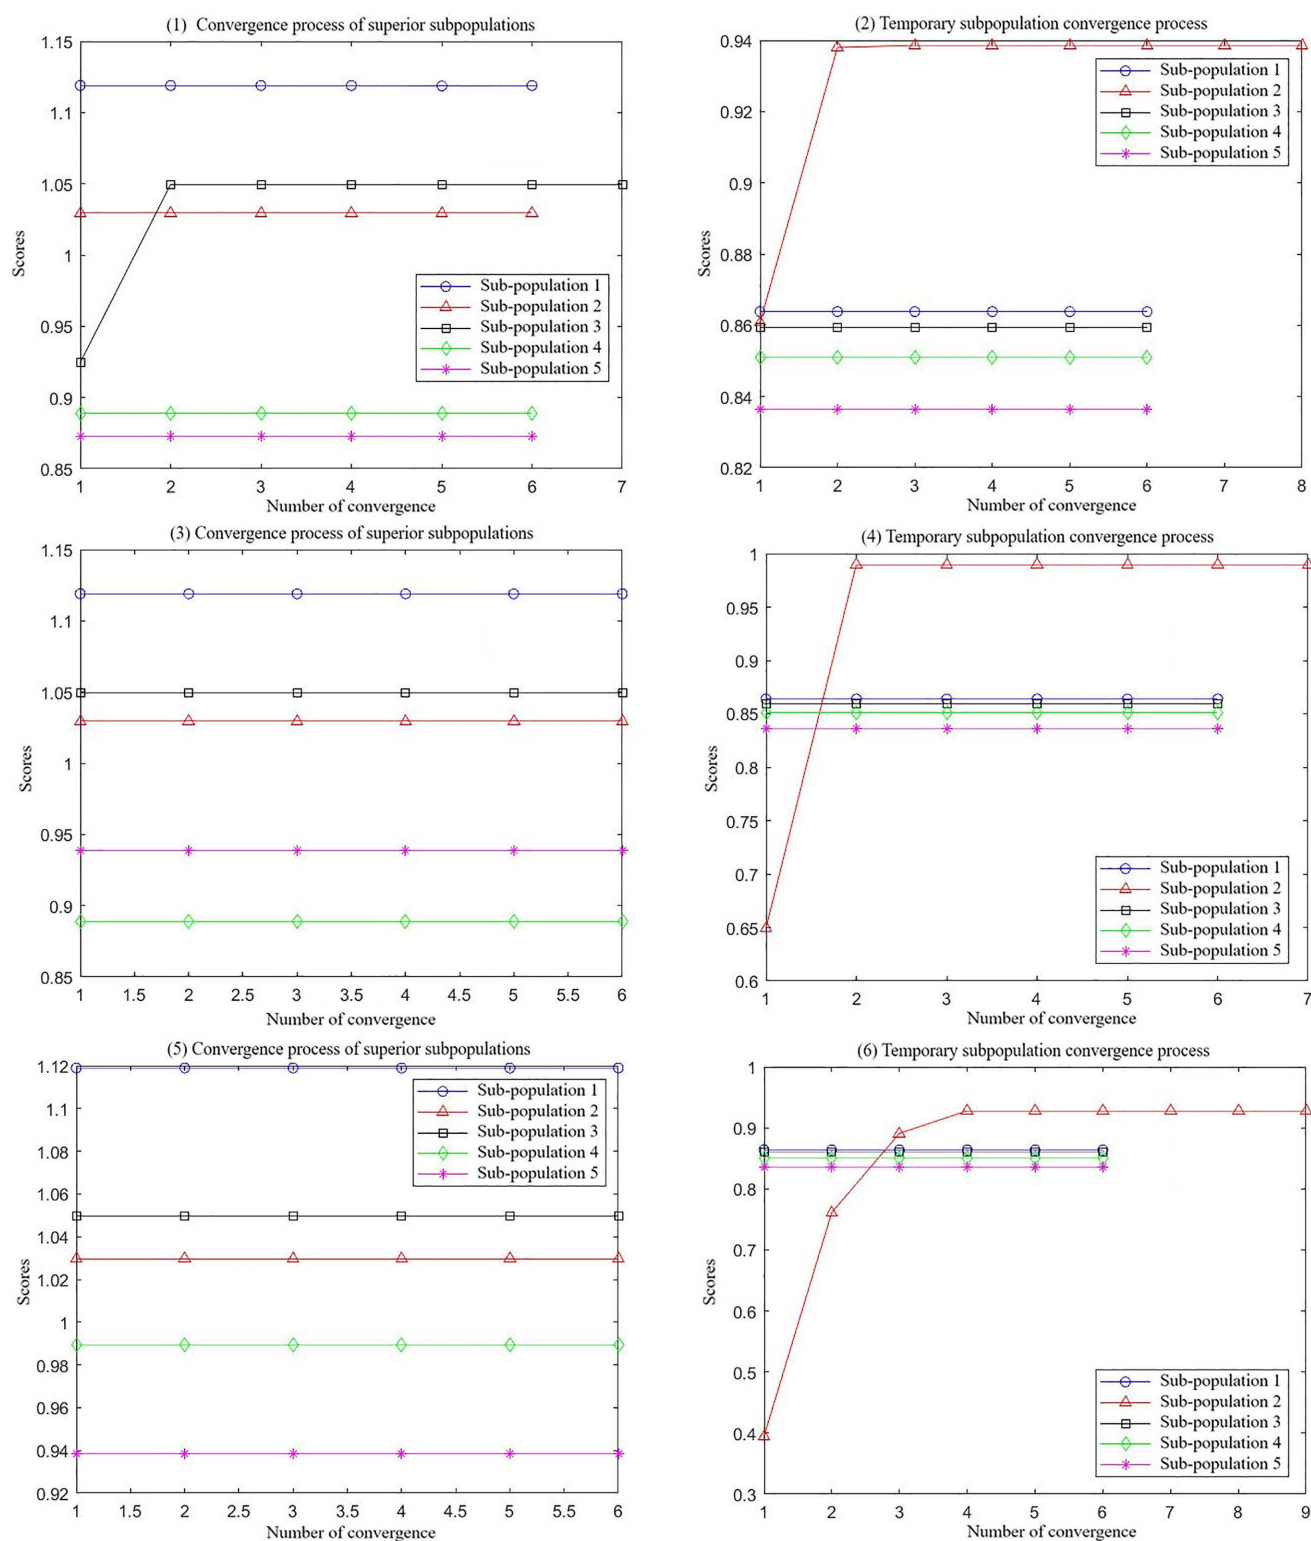 (1) Convergence process of superior subpopulations
1.15
1.1
1.05
1
0.95
0.9
0.85
Scores
Sub-population 1
Sub-population 2
Sub-population 3
Sub-population 4
Sub-population 5
1 2 3 4 5 6 7
Number of convergence
(2) Temporary subpopulation convergence process
0.94
0.92
0.9
0.88
0.86
0.84
0.82
Scores
Sub-population 1
Sub-population 2
Sub-population 3
Sub-population 4
Sub-population 5
1 2 3 4 5 6 7 8
Number of convergence
(3) Convergence process of superior subpopulations
1.15
1.1
1.05
1
0.95
0.9
0.85
Scores
1 1.5 2 2.5 3 3.5 4 4.5 5 5.5 6
Number of convergence
(4) Temporary subpopulation convergence process
1
0.95
0.9
0.85
0.8
0.75
0.7
0.65
0.6
Scores
Sub-population 1
Sub-population 2
Sub-population 3
Sub-population 4
Sub-population 5
1 2 3 4 5 6 7
Number of convergence
(5) Convergence process of superior subpopulations
1.12
1.1
1.08
1.06
1.04
1.02
1
0.98
0.96
0.94
0.92
Scores
Sub-population 1
Sub-population 2
Sub-population 3
Sub-population 4
Sub-population 5
1 1.5 2 2.5 3 3.5 4 4.5 5 5.5 6
Number of convergence
(6) Temporary subpopulation convergence process
1
0.9
0.8
0.7
0.6
0.5
0.4
0.3
Scores
Sub-population 1
Sub-population 2
Sub-population 3
Sub-population 4
Sub-population 5
1 2 3 4 5 6 7 8 9
Number of convergence